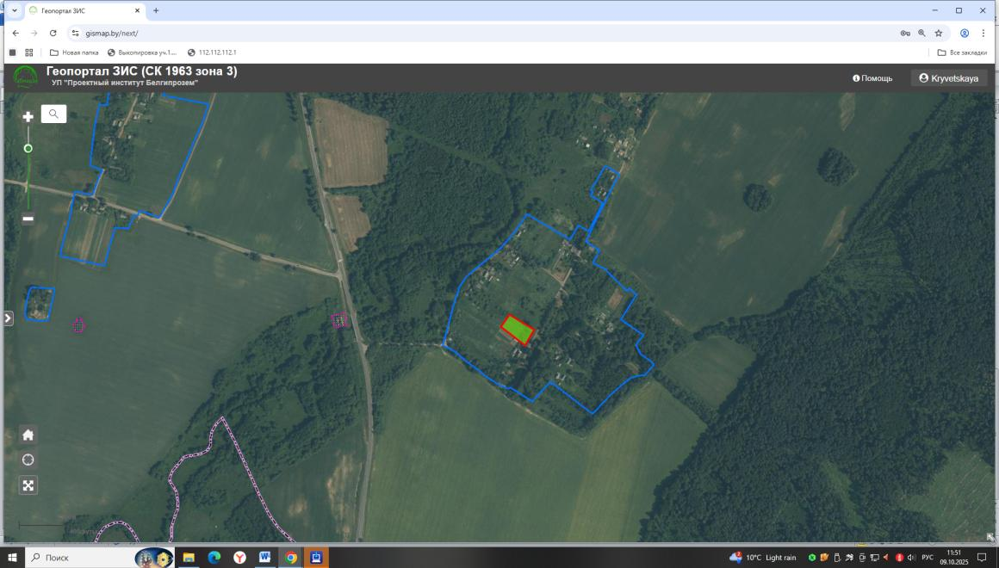 Геопортал ЗИС
gismap.by/next/
Новая папка
Выкопировка уч.1....
112.112.112.1
Все закладки
Геопортал ЗИС (СК 1963 зона 3)
УП "Проектный институт Белгипрозем"
Помощь
Kryvetskaya
Поиск
10°C Light rain
РУС
11:51
09.10.2025